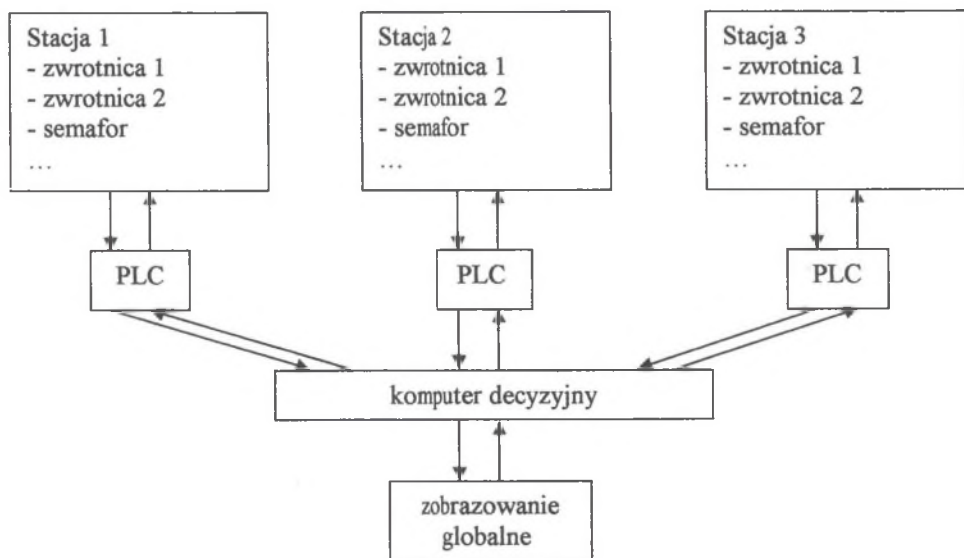 Stacja 1
- zwrotnica 1
- zwrotnica 2
- semafor
...
Stacja 2
- zwrotnica 1
- zwrotnica 2
- semafor
...
Stacja 3
- zwrotnica 1
- zwrotnica 2
- semafor
...
PLC
PLC
PLC
komputer decyzyjny
zobrazowanie
globalne